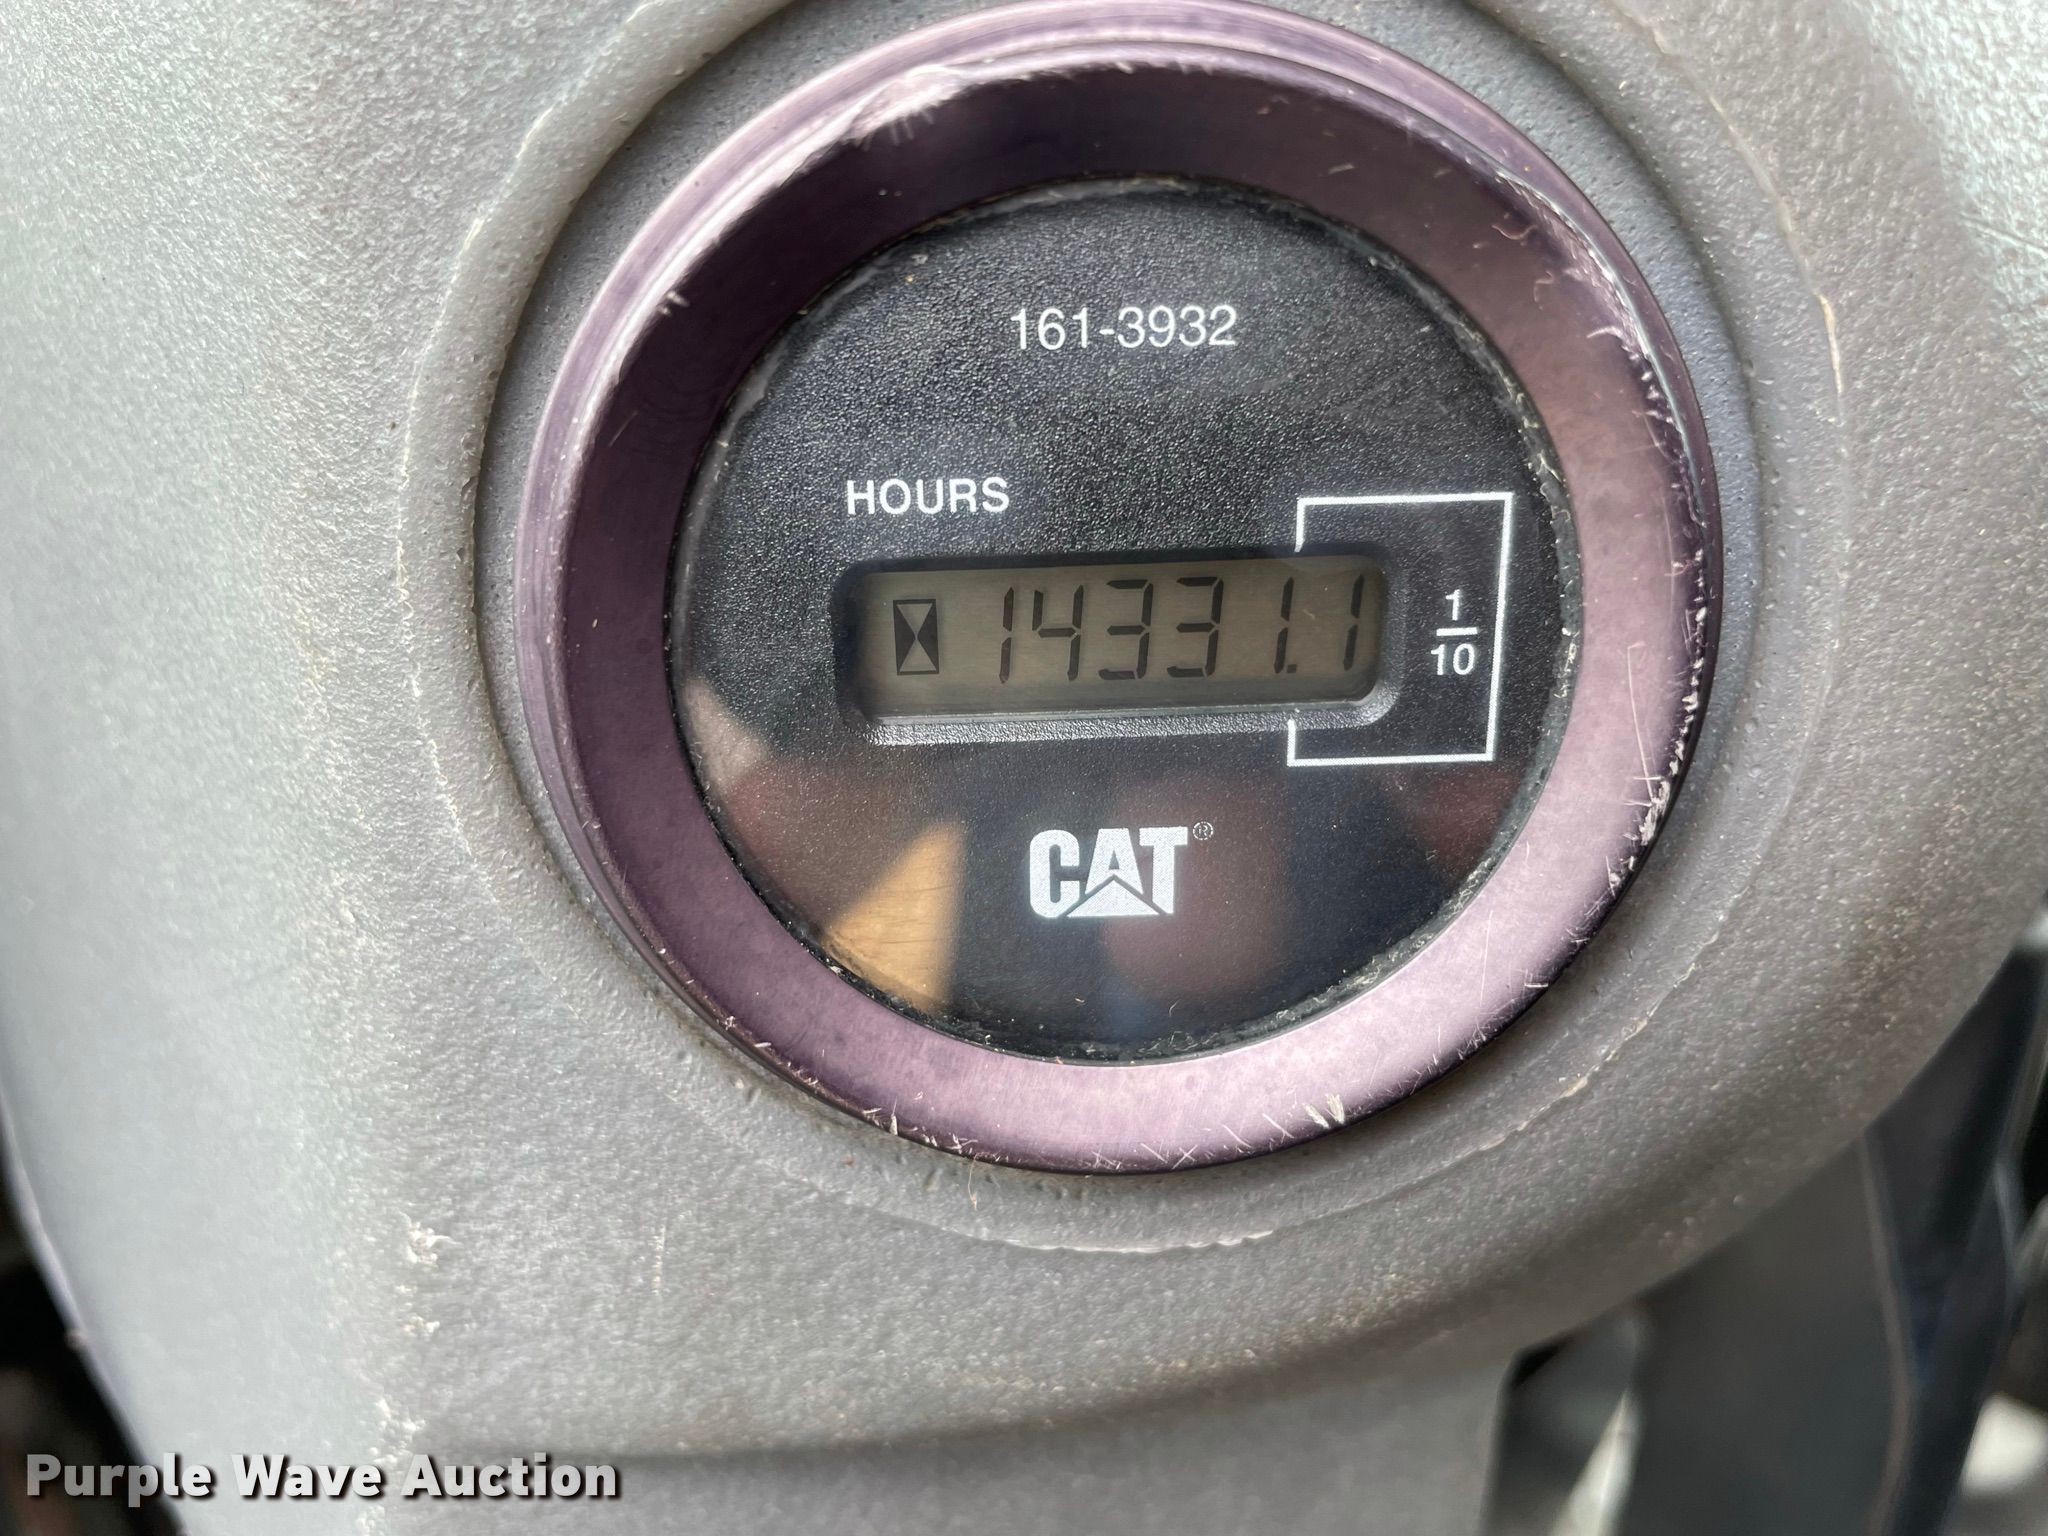 161-3932
HOURS
14331.1
1
10
CAT®
Purple Wave Auction